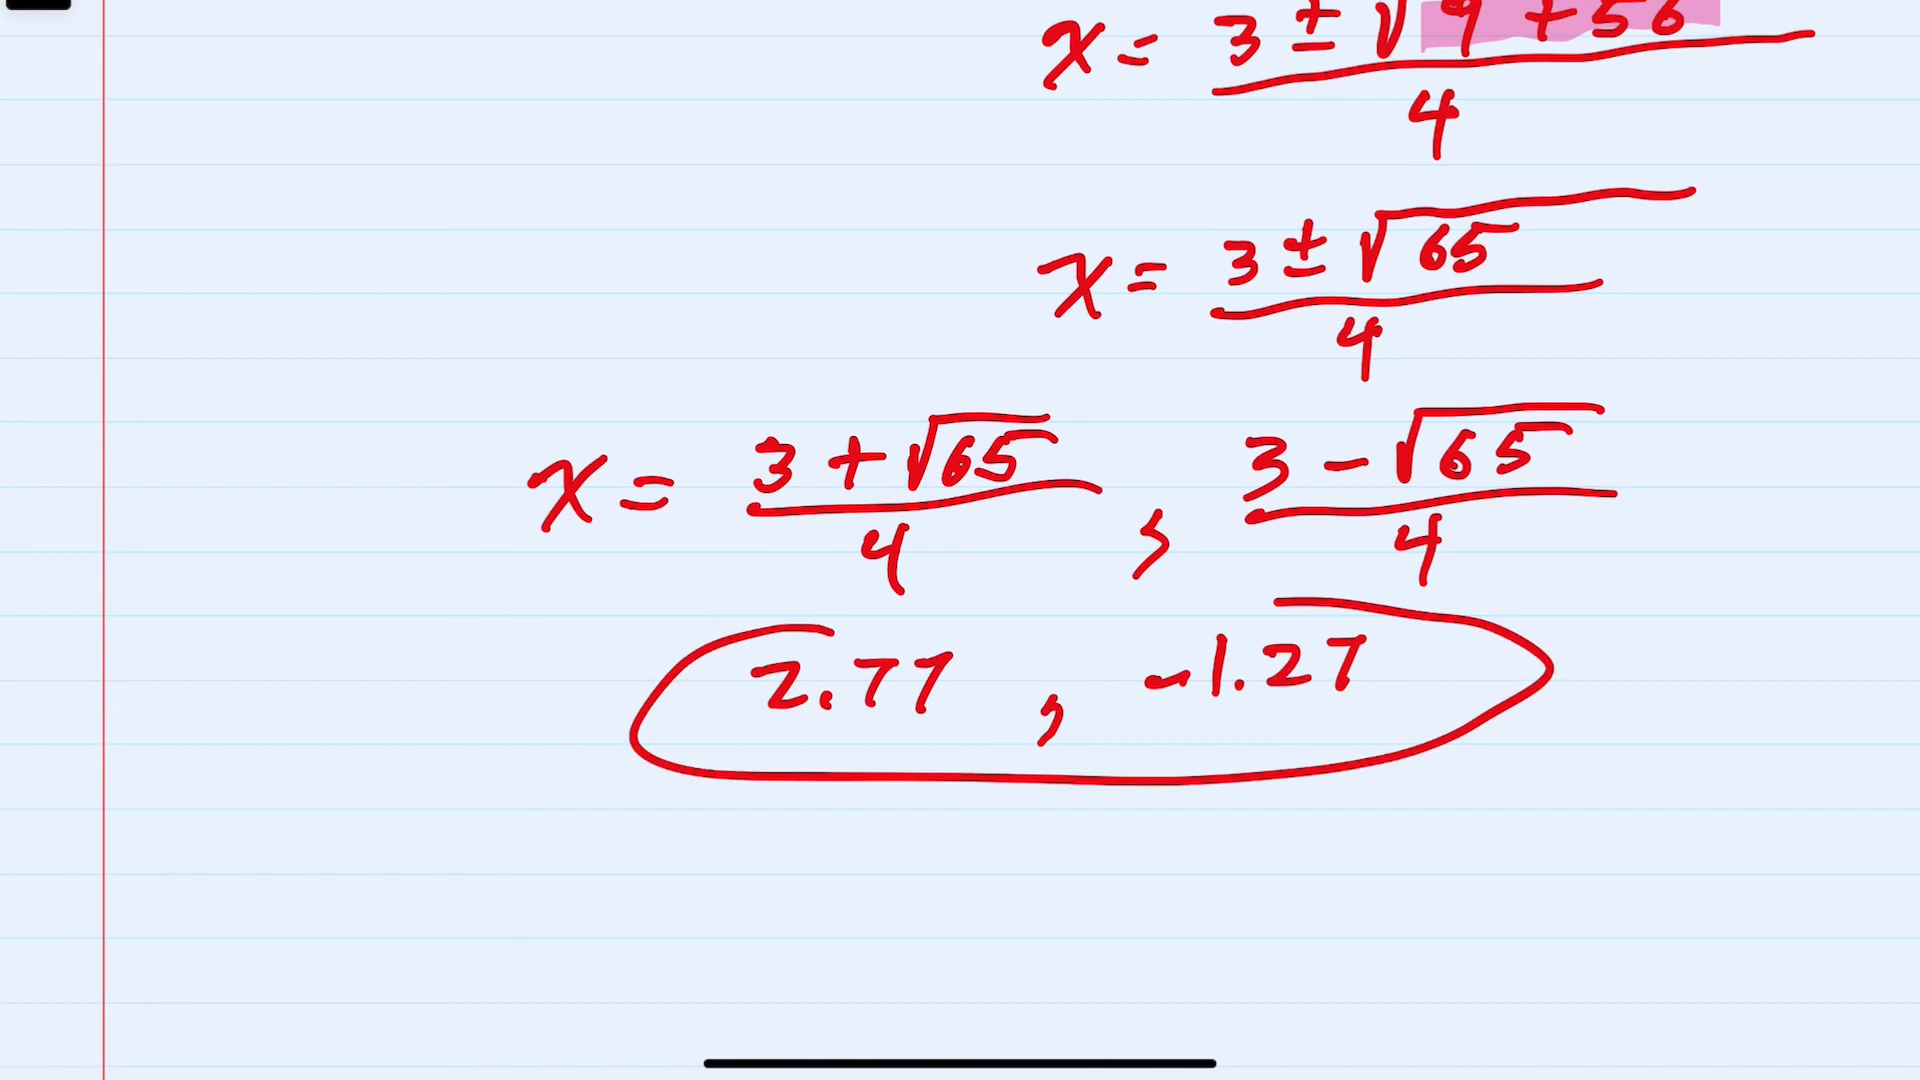 x = (3 ± √(9 + 56)) / 4
x = (3 ± √65) / 4
x = (3 + √65) / 4 , (3 - √65) / 4
2.77 , -1.27